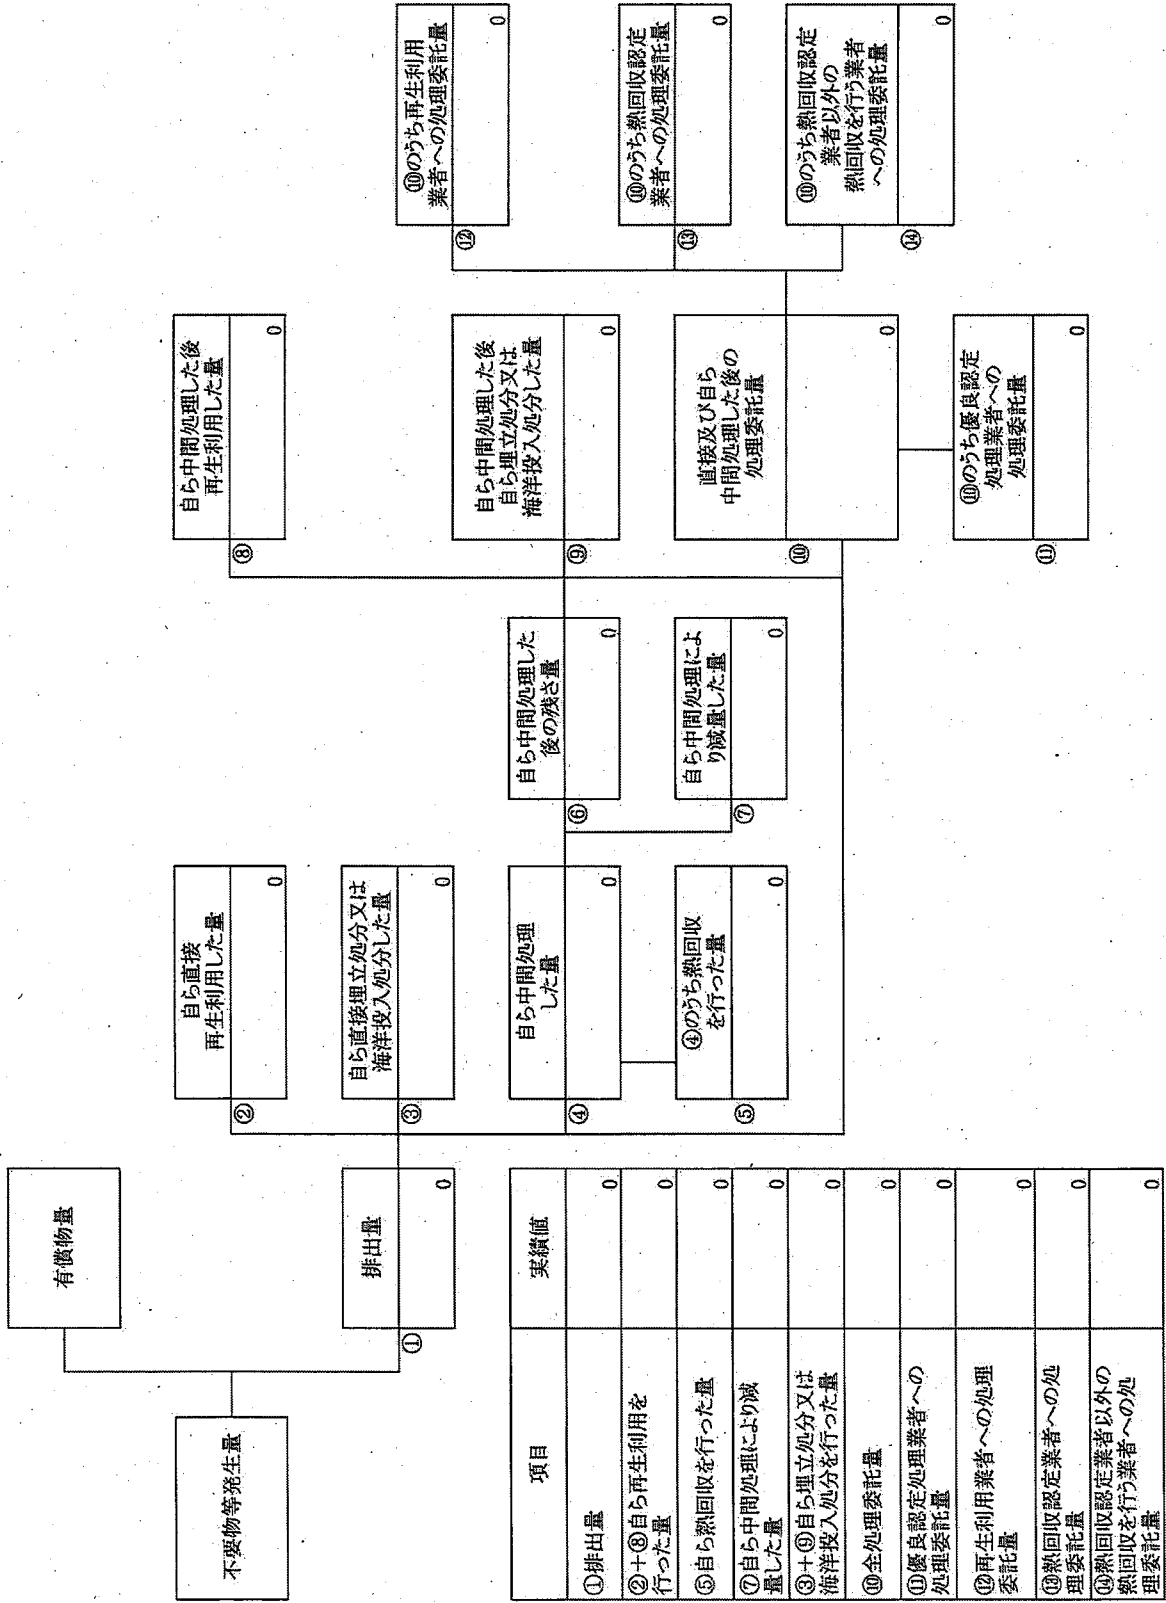 不要物等発生量
有償物量
①
排出量
0
②
自ら直接
再生利用した量
0
③
自ら直接埋立処分又は
海洋投入処分した量
0
④
自ら中間処理
した量
0
⑤
④のうち熱回収
を行った量
0
⑥
自ら中間処理した
後の残さ量
0
⑦
自ら中間処理によ
り減量した量
0
⑧
自ら中間処理した後
再生利用した量
0
⑨
自ら中間処理した後
自ら埋立処分又は
海洋投入処分した量
0
⑩
直接及び自ら
中間処理した後の
処理委託量
0
⑪
⑩のうち優良認定
処理業者への
処理委託量
0
⑫
⑩のうち再生利用
業者への処理委託量
0
⑬
⑩のうち熱回収認定
業者への処理委託量
0
⑭
⑩のうち熱回収認定
業者以外の
熱回収を行う業者
への処理委託量
0
項目 実績値
①排出量 0
②+⑧自ら再生利用を
行った量 0
⑤自ら熱回収を行った量 0
⑦自ら中間処理により減
量した量 0
③+⑨自ら埋立処分又は
海洋投入処分を行った量 0
⑩全処理委託量 0
⑪優良認定処理業者への
処理委託量 0
⑫再生利用業者への処理
委託量 0
⑬熱回収認定業者への処
理委託量 0
⑭熱回収認定業者以外の
熱回収を行う業者への処
理委託量 0